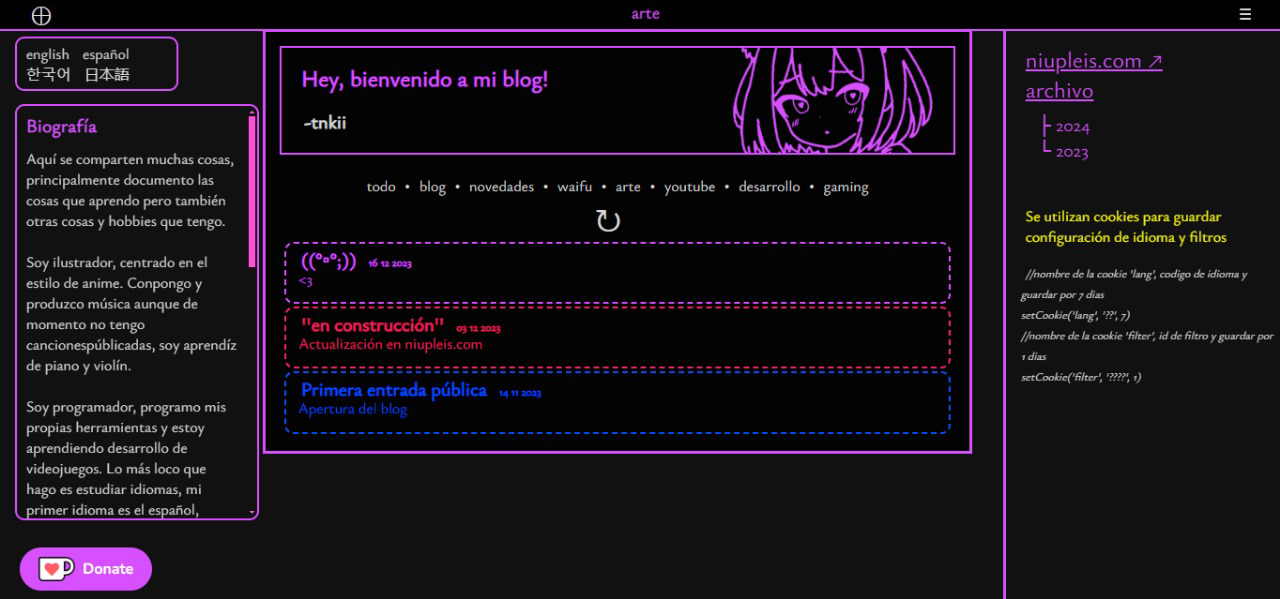 arte
☰
english español
한국어 日本語
Biografía
Aquí se comparten muchas cosas,
principalmente documento las
cosas que aprendo pero también
otras cosas y hobbies que tengo.
Soy ilustrador, centrado en el
estilo de anime. Conpongo y
produzco música aunque de
momento no tengo
cancionespúblicadas, soy aprendíz
de piano y violín.
Soy programador, programo mis
propias herramientas y estoy
aprendiendo desarrollo de
videojuegos. Lo más loco que
hago es estudiar idiomas, mi
primer idioma es el español,
Donate
Hey, bienvenido a mi blog!
~tnkii
todo • blog • novedades • waifu • arte • youtube • desarrollo • gaming
↻
((°¤°;)) 16 12 2023
<3
"en construcción" 03 12 2023
Actualización en niupleis.com
Primera entrada pública 14 11 2023
Apertura del blog
niupleis.com ↗
archivo
├ 2024
└ 2023
Se utilizan cookies para guardar
configuración de idioma y filtros
//nombre de la cookie 'lang', codigo de idioma y
guardar por 7 dias
setCookie('lang', '??', 7)
//nombre de la cookie 'filter', id de filtro y guardar por
1 dias
setCookie('filter', '????', 1)